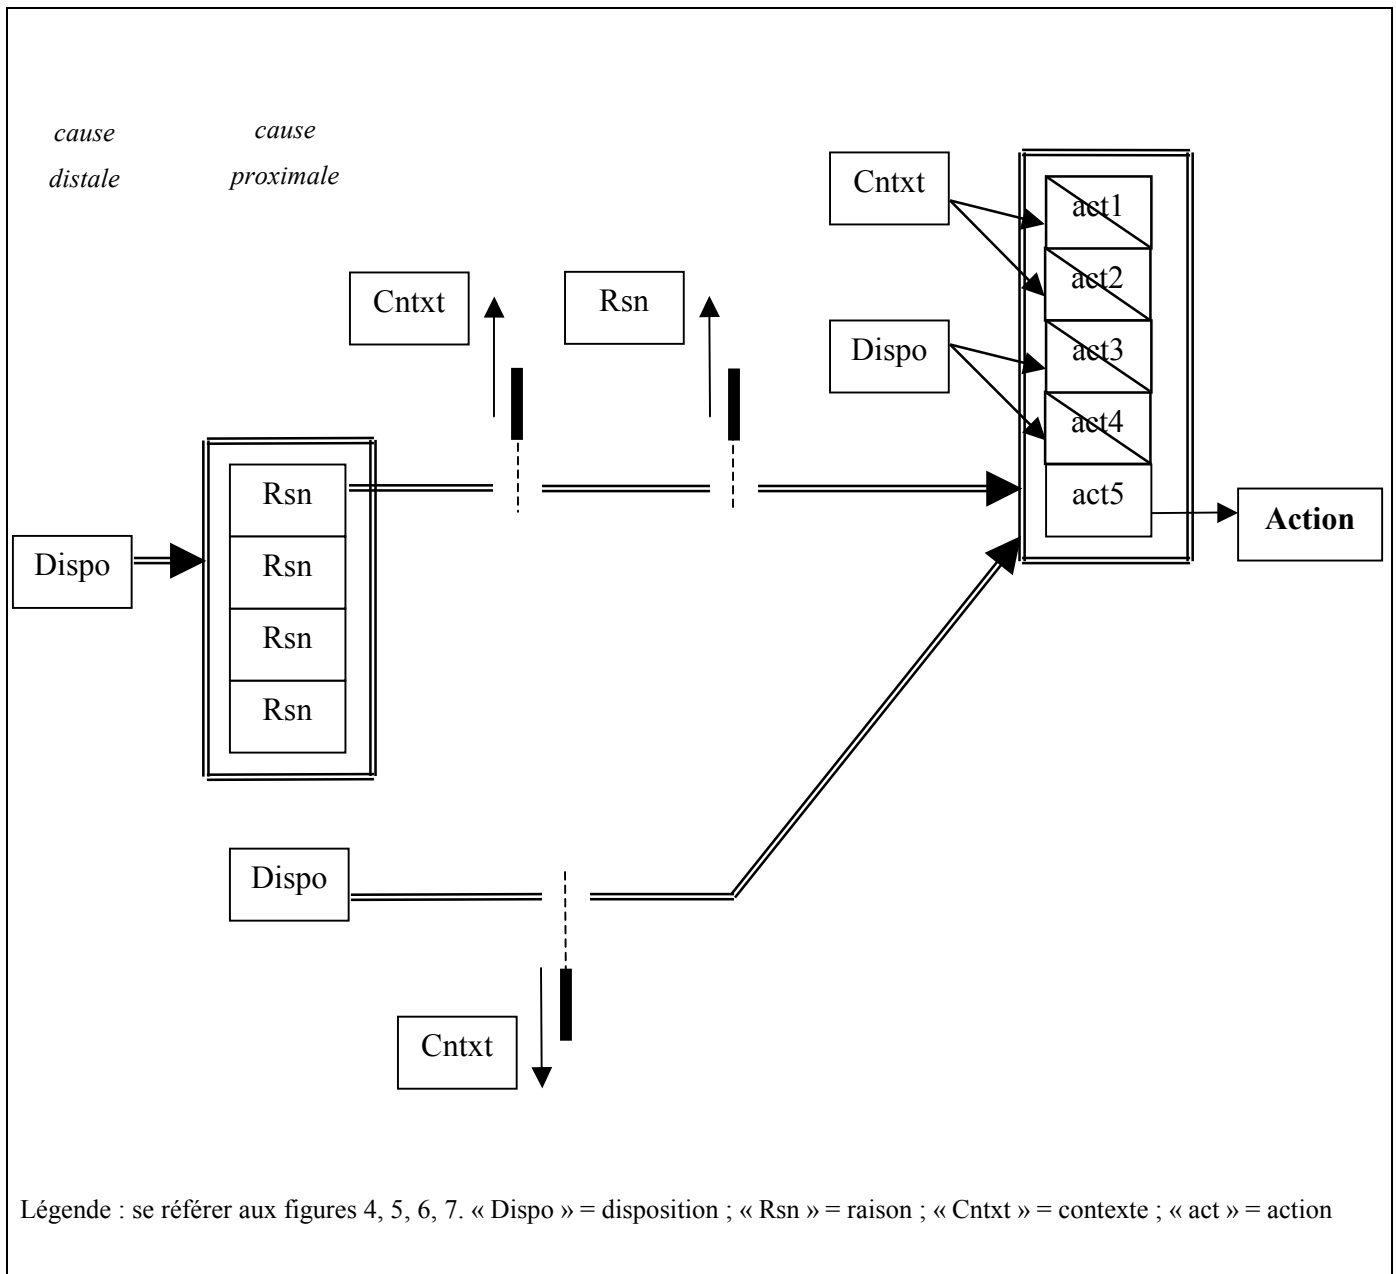 cause
distale
cause
proximale
Cntxt
act1
act2
Cntxt
Rsn
Dispo
act3
act4
Rsn
act5
Action
Dispo
Rsn
Rsn
Rsn
Dispo
Cntxt
Légende : se référer aux figures 4, 5, 6, 7. « Dispo » = disposition ; « Rsn » = raison ; « Cntxt » = contexte ; « act » = action